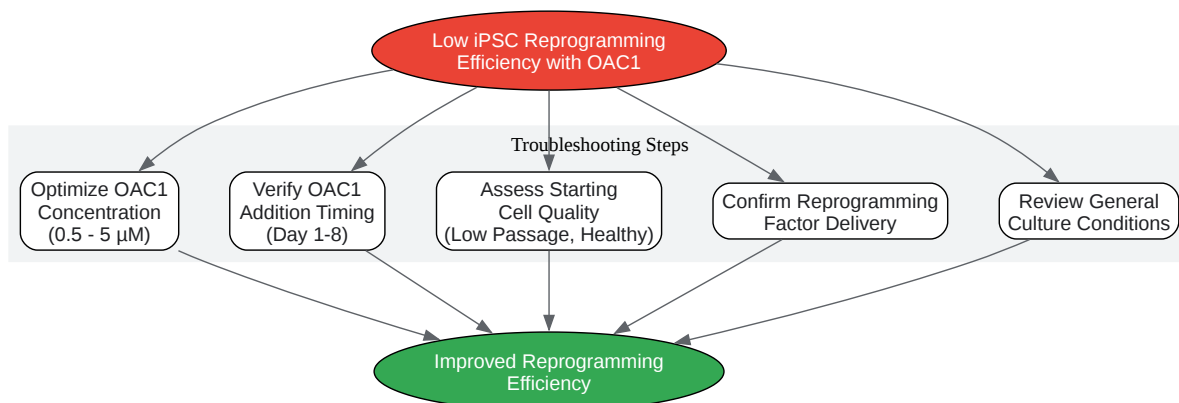 Low iPSC Reprogramming
Efficiency with OAC1
Troubleshooting Steps
Optimize OAC1
Concentration
(0.5 - 5 µM)
Verify OAC1
Addition Timing
(Day 1-8)
Assess Starting
Cell Quality
(Low Passage, Healthy)
Confirm Reprogramming
Factor Delivery
Review General
Culture Conditions
Improved Reprogramming
Efficiency